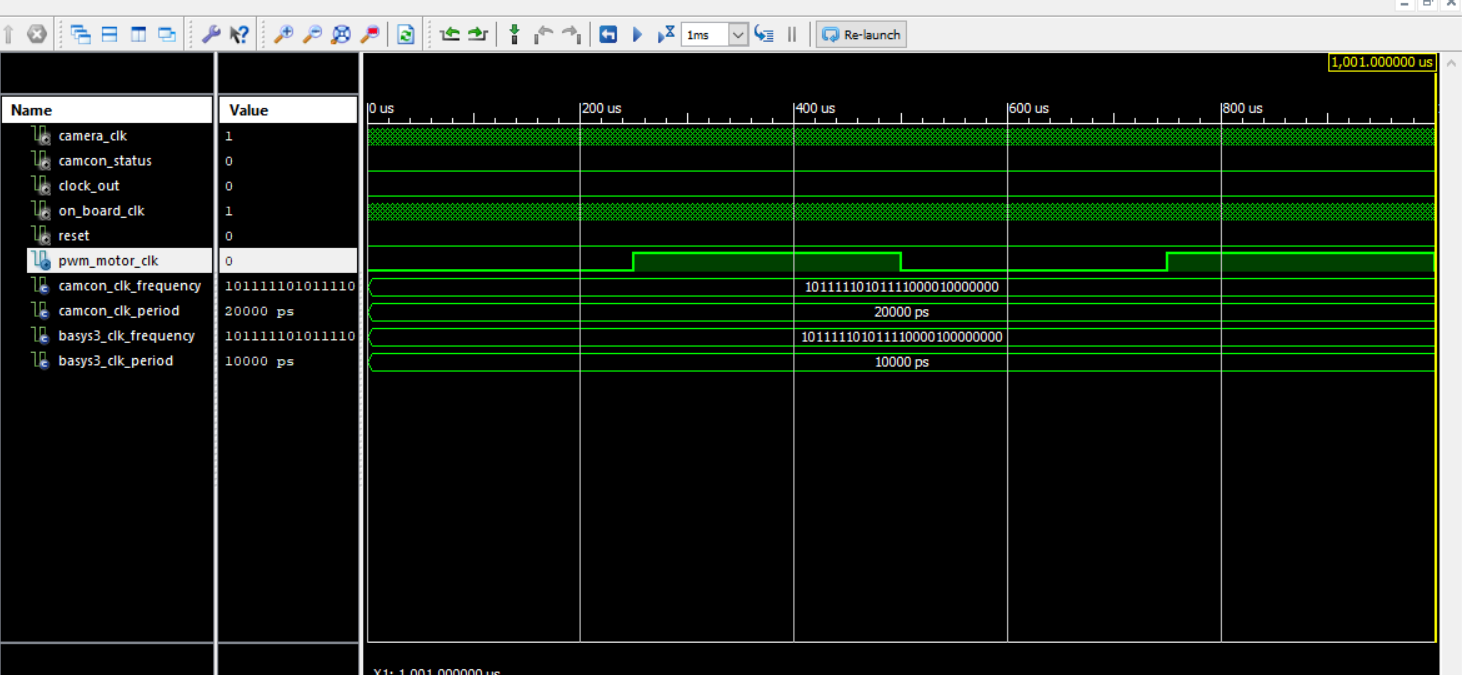 1ms
Re-launch
1,001.000000 us
Name Value 0 us 200 us 400 us 600 us 800 us
camera_clk 1
camcon_status 0
clock_out 0
on_board_clk 1
reset 0
pwm_motor_clk 0
camcon_clk_frequency 101111101011110 10111110101111000010000000
camcon_clk_period 20000 ps 20000 ps
basys3_clk_frequency 101111101011110 101111101011110000100000000
basys3_clk_period 10000 ps 10000 ps
X1: 1,001.000000 us